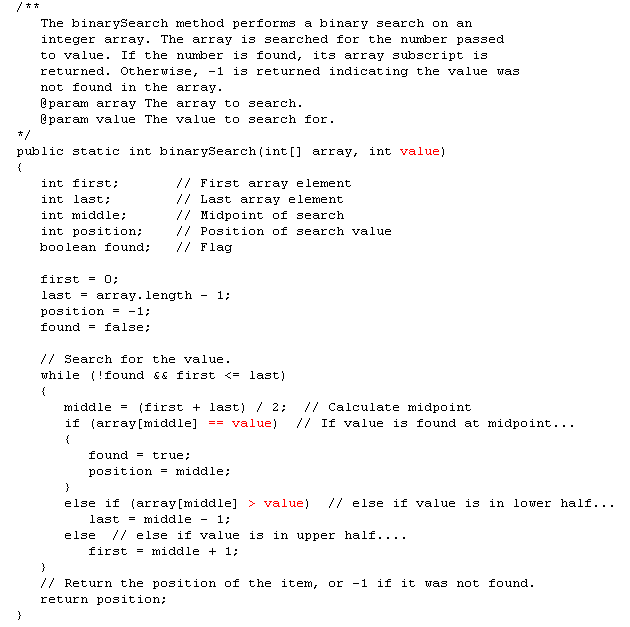 /**
   The binarySearch method performs a binary search on an
   integer array. The array is searched for the number passed
   to value. If the number is found, its array subscript is
   returned. Otherwise, -1 is returned indicating the value was
   not found in the array.
   @param array The array to search.
   @param value The value to search for.
*/
public static int binarySearch(int[] array, int value)
{
   int first;       // First array element
   int last;        // Last array element
   int middle;      // Midpoint of search
   int position;    // Position of search value
   boolean found;   // Flag

   first = 0;
   last = array.length - 1;
   position = -1;
   found = false;

   // Search for the value.
   while (!found && first <= last)
   {
      middle = (first + last) / 2;  // Calculate midpoint
      if (array[middle] == value)  // If value is found at midpoint...
      {
         found = true;
         position = middle;
      }
      else if (array[middle] > value)  // else if value is in lower half...
         last = middle - 1;
      else  // else if value is in upper half....
         first = middle + 1;
   }
   // Return the position of the item, or -1 if it was not found.
   return position;
}